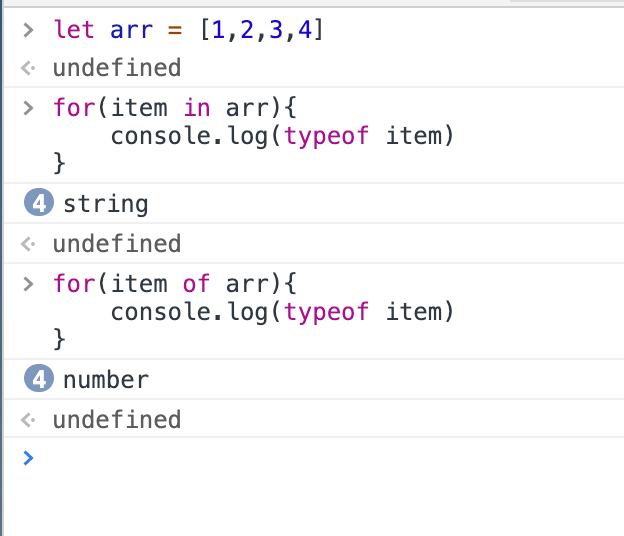 > let arr = [1,2,3,4]
undefined
> for(item in arr){
    console.log(typeof item)
}
4 string
undefined
> for(item of arr){
    console.log(typeof item)
}
4 number
undefined
>